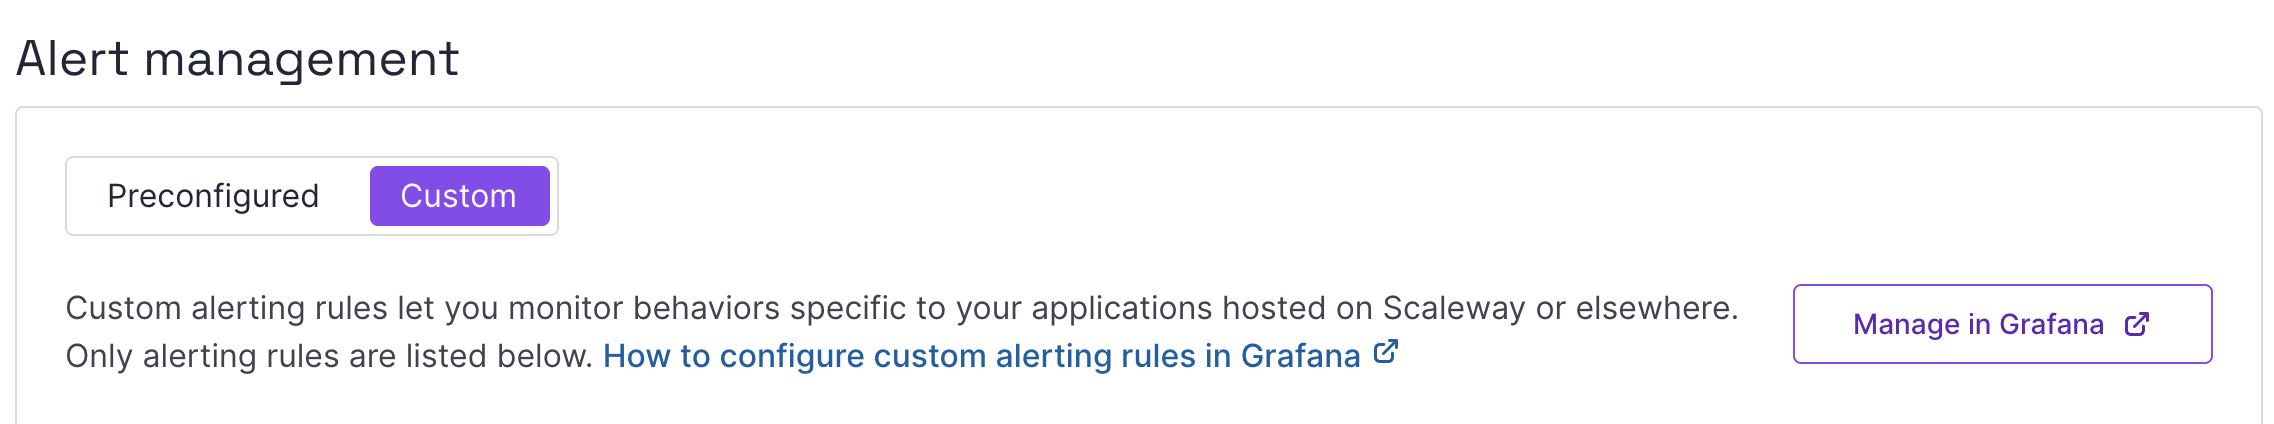 Alert management
Preconfigured
Custom
Custom alerting rules let you monitor behaviors specific to your applications hosted on Scaleway or elsewhere.
Only alerting rules are listed below. How to configure custom alerting rules in Grafana
Manage in Grafana